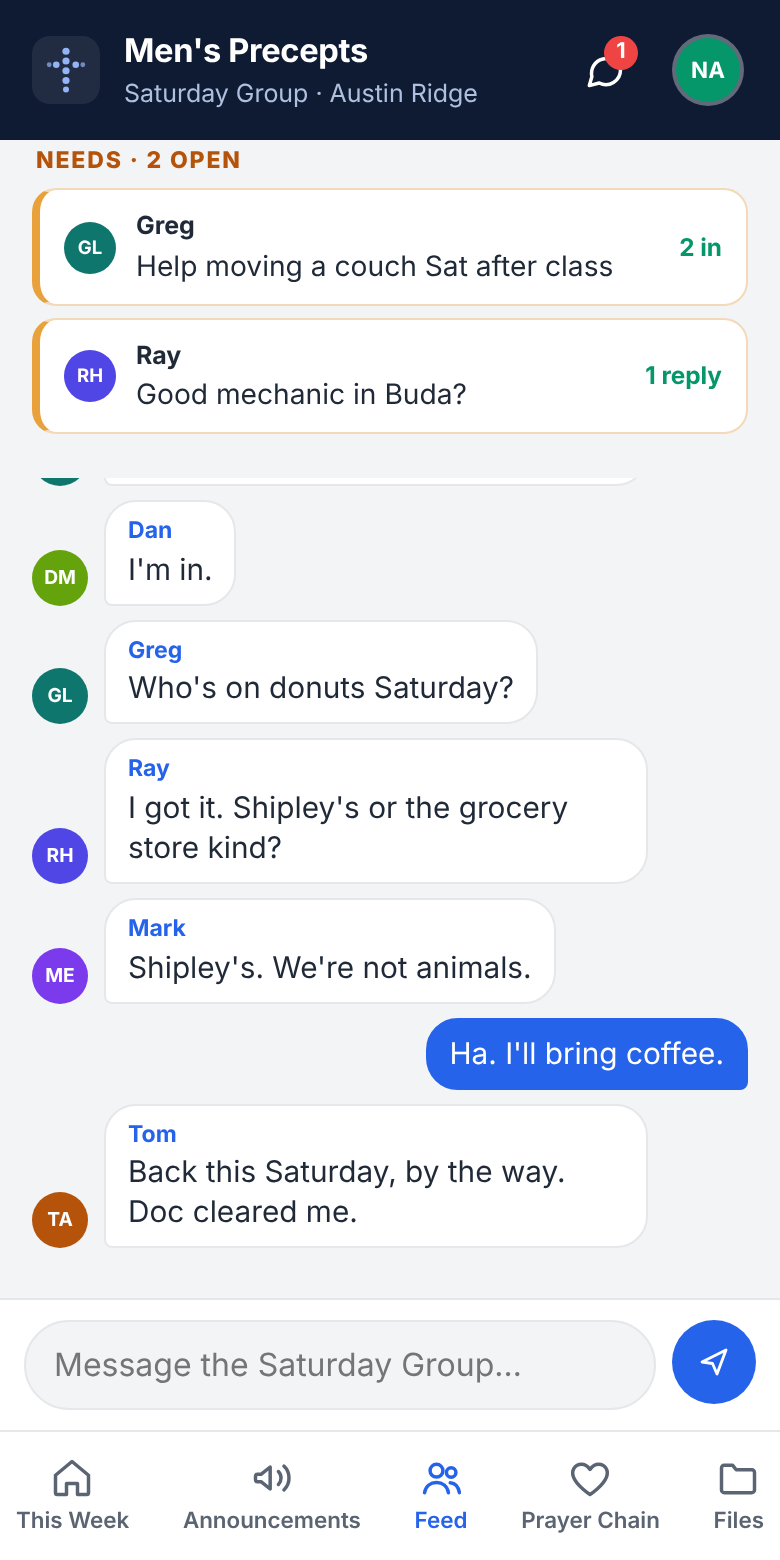 Men's Precepts
1
NA
Saturday Group · Austin Ridge
NEEDS · 2 OPEN
GL
Greg
Help moving a couch Sat after class
2 in
RH
Ray
Good mechanic in Buda?
1 reply
Dan
I'm in.
DM
Greg
Who's on donuts Saturday?
GL
Ray
I got it. Shipley's or the grocery
store kind?
RH
Mark
Shipley's. We're not animals.
ME
Ha. I'll bring coffee.
Tom
Back this Saturday, by the way.
Doc cleared me.
TA
Message the Saturday Group...
This Week
Announcements
Feed
Prayer Chain
Files